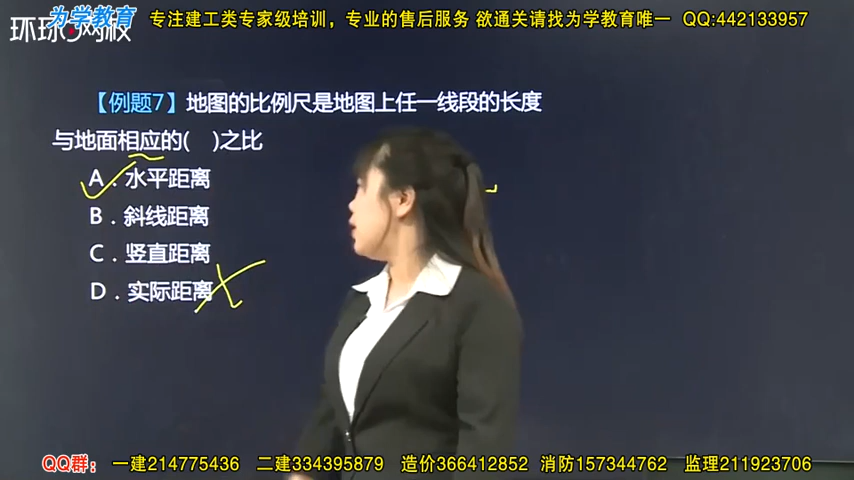 为学教育 专注建工类专家级培训，专业的售后服务 欲通关请找为学教育唯一 QQ:442133957
环球网校
【例题7】地图的比例尺是地图上任一线段的长度
与地面相应的( )之比
A．水平距离
B．斜线距离
C．竖直距离
D．实际距离
QQ群： 一建214775436 二建334395879 造价366412852 消防157344762 监理211923706